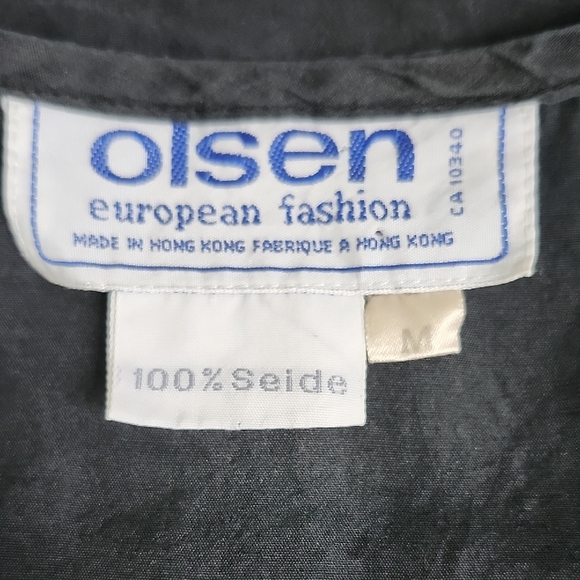 olsen
european fashion
MADE IN HONG KONG FABRIQUE A HONG KONG
CA 10340
M
100% Seide